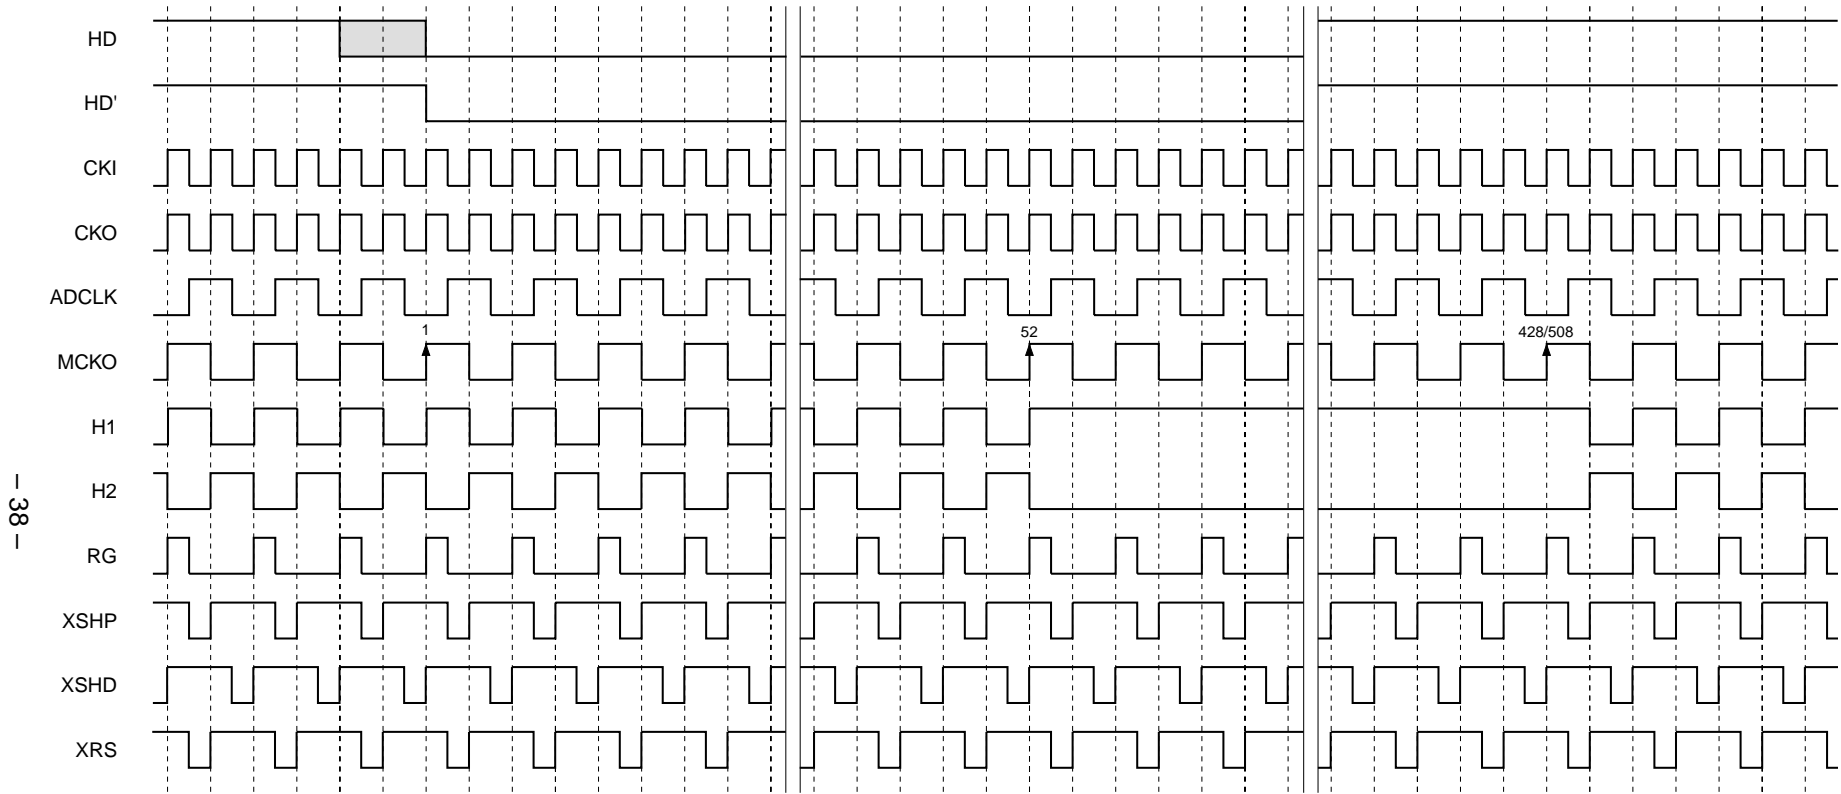 HD
HD'
CKI
CKO
ADCLK
1
52
428/508
MCKO
H1
H2
– 38 –
RG
XSHP
XSHD
XRS